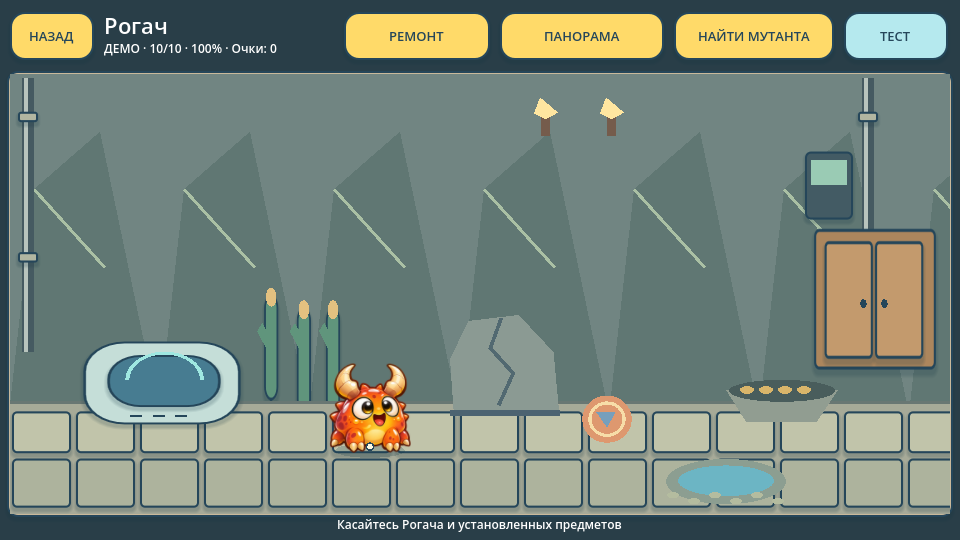 НАЗАД
Рогач
ДЕМО · 10/10 · 100% · Очки: 0
РЕМОНТ
ПАНОРАМА
НАЙТИ МУТАНТА
ТЕСТ
Касайтесь Рогача и установленных предметов